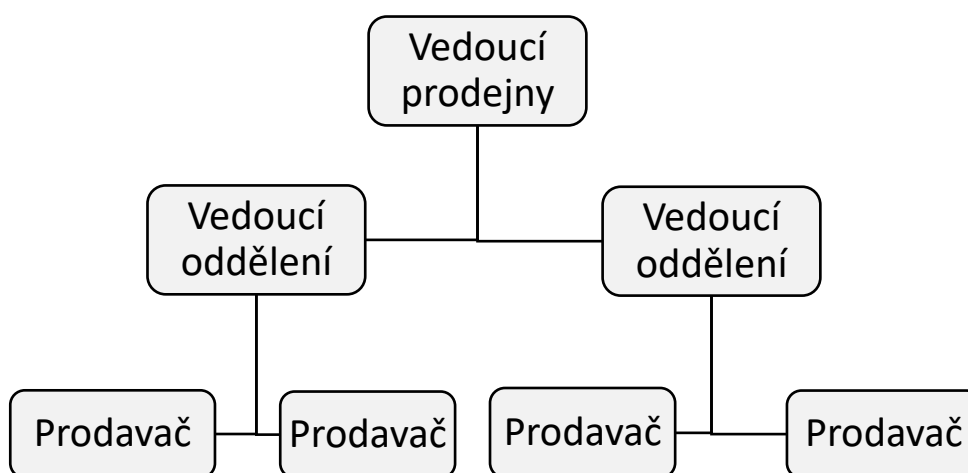 Vedoucí
prodejny
Vedoucí
oddělení
Vedoucí
oddělení
Prodavač
Prodavač
Prodavač
Prodavač